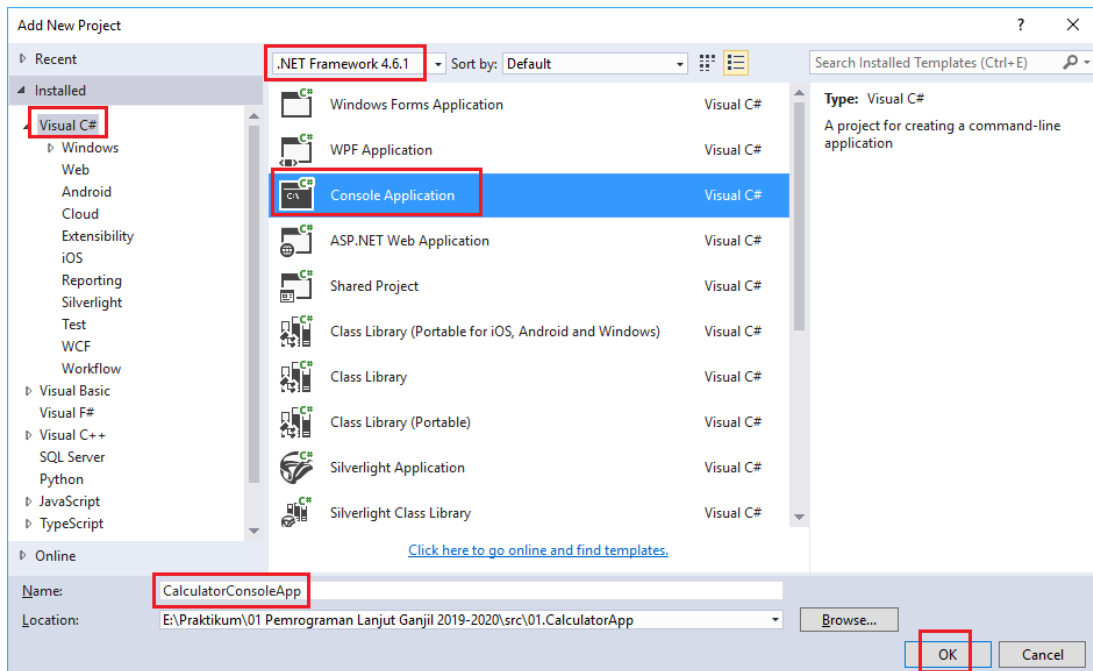 Add New Project
?
Recent
.NET Framework 4.6.1
Sort by: Default
Search Installed Templates (Ctrl+E)
Installed
Visual C#
Windows
Web
Android
Cloud
Extensibility
iOS
Reporting
Silverlight
Test
WCF
Workflow
Visual Basic
Visual F#
Visual C++
SQL Server
Python
JavaScript
TypeScript
Online
C# Windows Forms Application Visual C#
C# WPF Application Visual C#
C# C:\ Console Application Visual C#
C# ASP.NET Web Application Visual C#
C# Shared Project Visual C#
C# Class Library (Portable for iOS, Android and Windows) Visual C#
C# Class Library Visual C#
C# Class Library (Portable) Visual C#
C# Silverlight Application Visual C#
C# Silverlight Class Library Visual C#
Click here to go online and find templates.
Type: Visual C#
A project for creating a command-line
application
Name: CalculatorConsoleApp
Location: E:\Praktikum\01 Pemrograman Lanjut Ganjil 2019-2020\src\01.CalculatorApp
Browse...
OK
Cancel